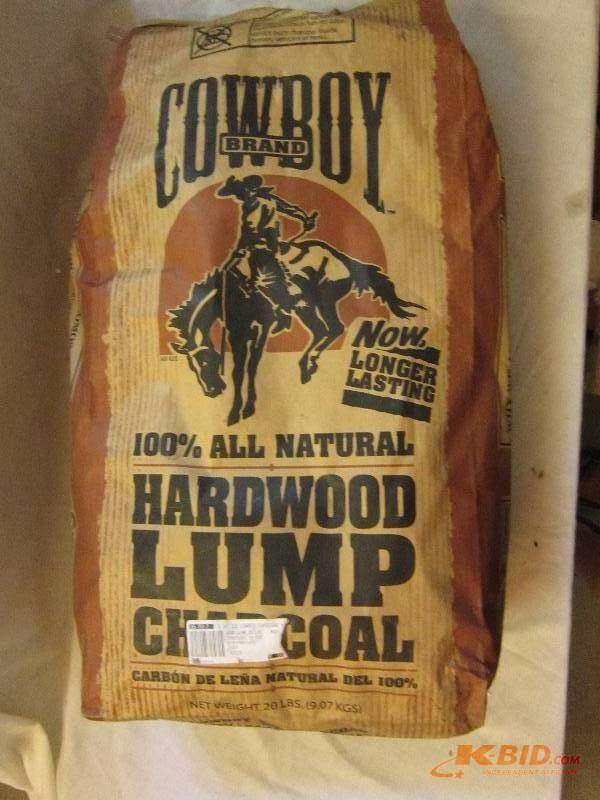 COWBOY
BRAND
™
Now,
LONGER
LASTING
100% ALL NATURAL
HARDWOOD
LUMP
CHARCOAL
CARBÓN DE LEÑA NATURAL DEL 100%
NET WEIGHT 20 LBS. (9.07 KGS)
K-BID.COM